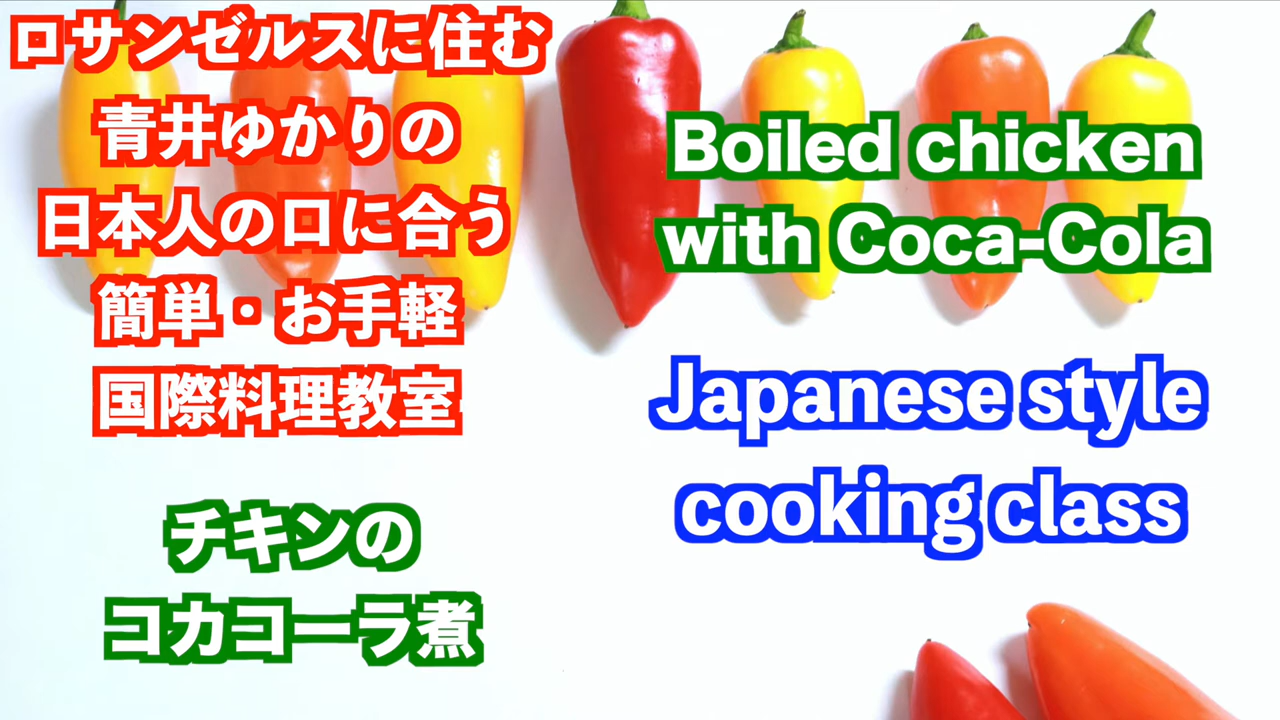 ロサンゼルスに住む
青井ゆかりの
日本人の口に合う
簡単・お手軽
国際料理教室
チキンの
コカコーラ煮
Boiled chicken
with Coca-Cola
Japanese style
cooking class